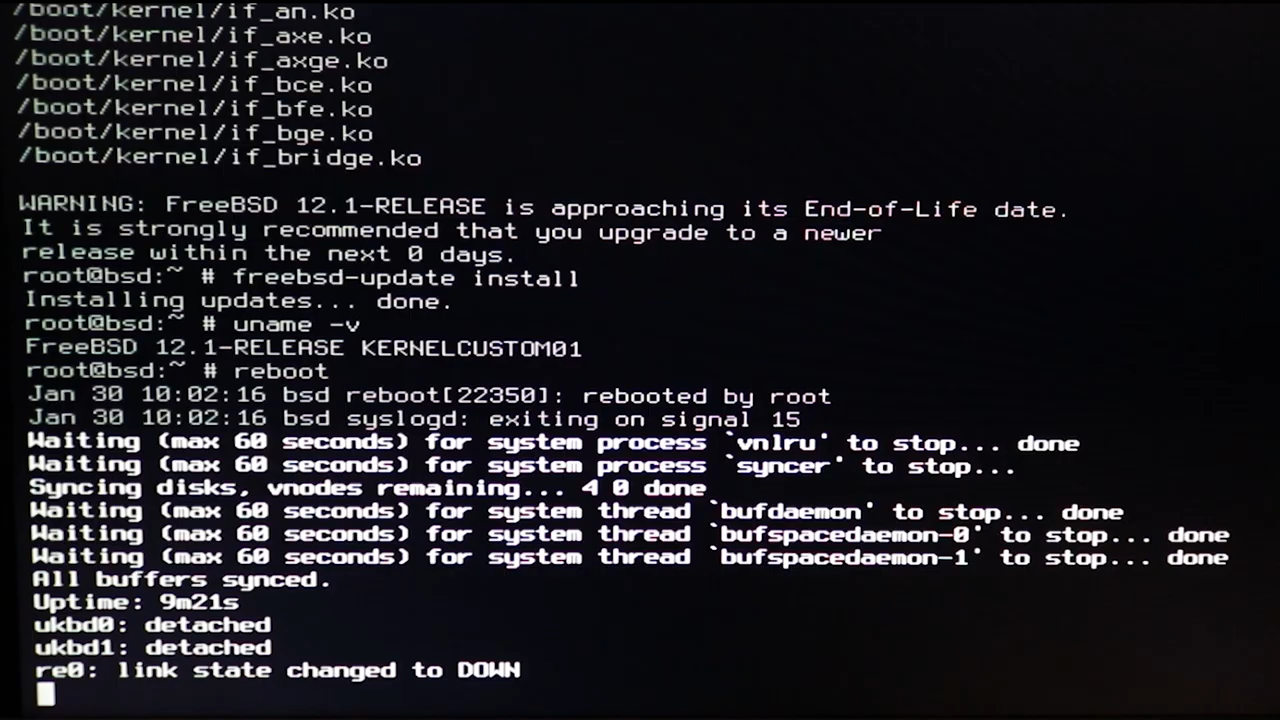 /boot/kernel/if_an.ko
/boot/kernel/if_axe.ko
/boot/kernel/if_axge.ko
/boot/kernel/if_bce.ko
/boot/kernel/if_bfe.ko
/boot/kernel/if_bge.ko
/boot/kernel/if_bridge.ko
WARNING: FreeBSD 12.1-RELEASE is approaching its End-of-Life date.
It is strongly recommended that you upgrade to a newer
release within the next 0 days.
root@bsd:~ # freebsd-update install
Installing updates... done.
root@bsd:~ # uname -v
FreeBSD 12.1-RELEASE KERNELCUSTOM01
root@bsd:~ # reboot
Jan 30 10:02:16 bsd reboot[22350]: rebooted by root
Jan 30 10:02:16 bsd syslogd: exiting on signal 15
Waiting (max 60 seconds) for system process `vnlru' to stop... done
Waiting (max 60 seconds) for system process `syncer' to stop...
Syncing disks, vnodes remaining... 4 0 done
Waiting (max 60 seconds) for system thread `bufdaemon' to stop... done
Waiting (max 60 seconds) for system thread `bufspacedaemon-0' to stop... done
Waiting (max 60 seconds) for system thread `bufspacedaemon-1' to stop... done
All buffers synced.
Uptime: 9m21s
ukbd0: detached
ukbd1: detached
re0: link state changed to DOWN